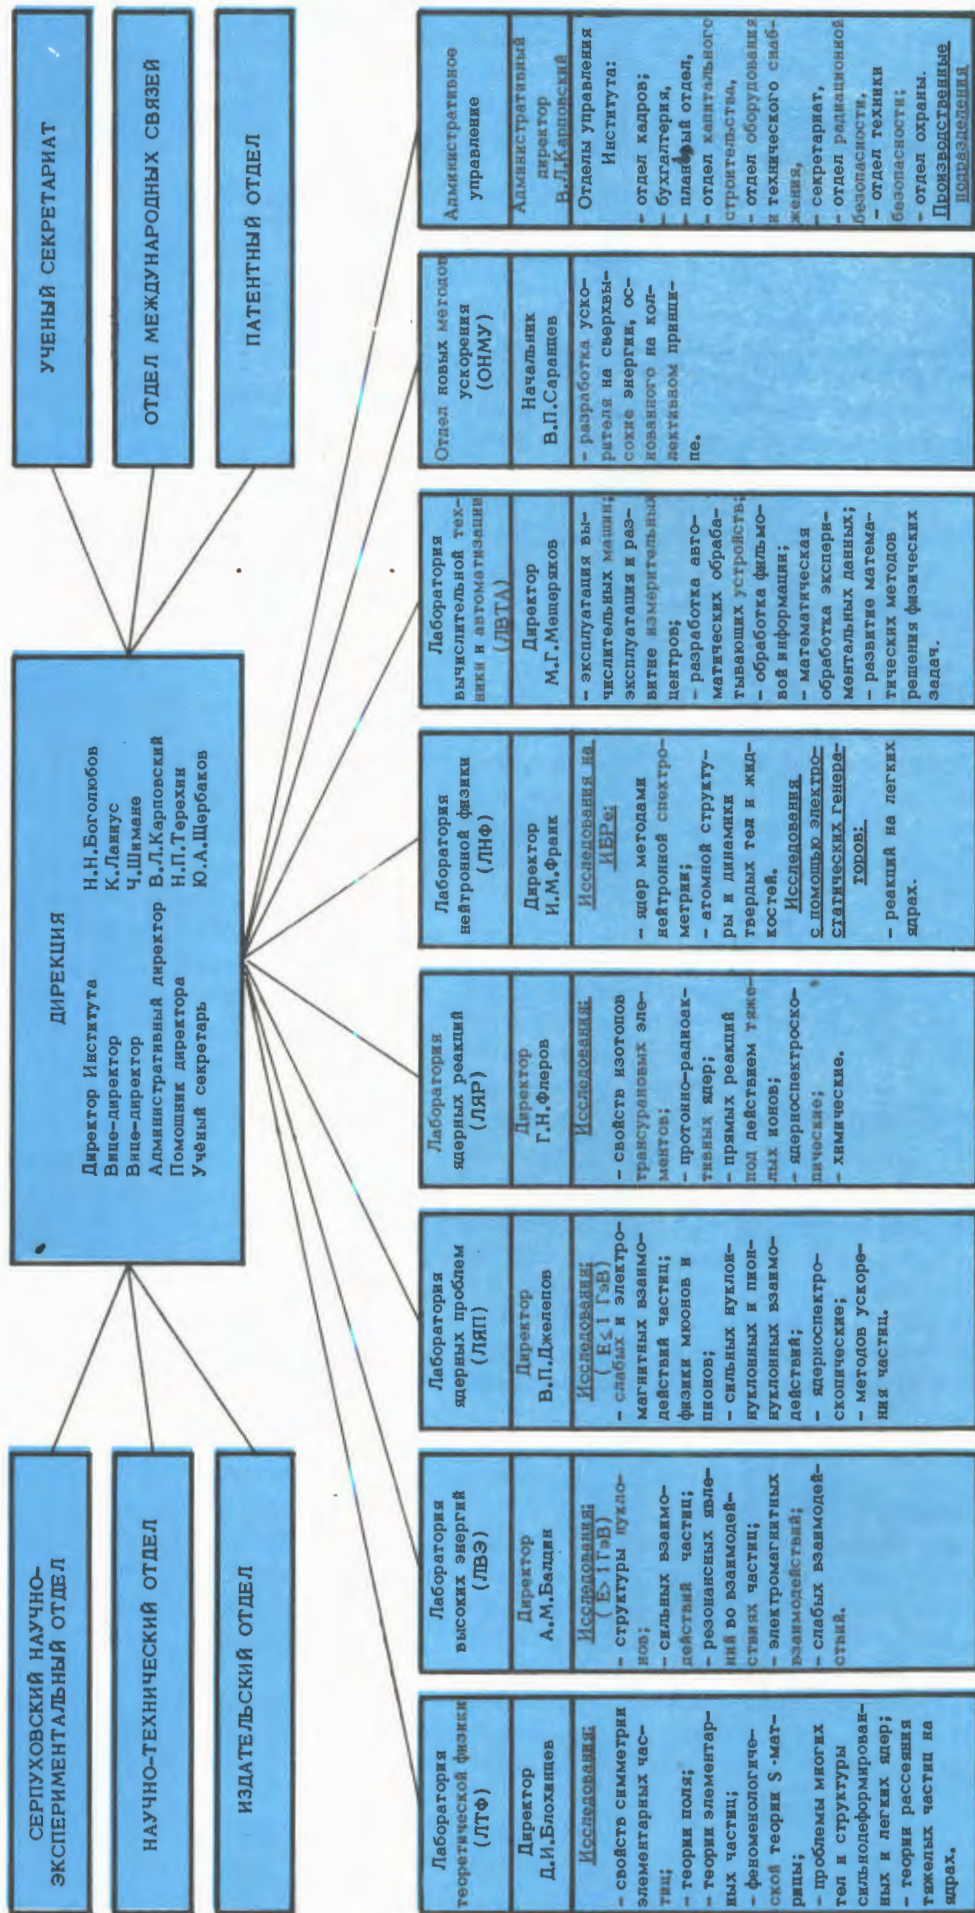 СЕРПУХОВСКИЙ НАУЧНО-
ЭКСПЕРИМЕНТАЛЬНЫЙ ОТДЕЛ
НАУЧНО-ТЕХНИЧЕСКИЙ ОТДЕЛ
ИЗДАТЕЛЬСКИЙ ОТДЕЛ
ДИРЕКЦИЯ
Директор Института Н.Н.Боголюбов
Вице-директор К.Ланиус
Вице-директор Ч.Шимане
Административный директор В.Л.Карповский
Помощник директора Н.П.Терехин
Учёный секретарь Ю.А.Щербаков
УЧЕНЫЙ СЕКРЕТАРИАТ
ОТДЕЛ МЕЖДУНАРОДНЫХ СВЯЗЕЙ
ПАТЕНТНЫЙ ОТДЕЛ
Лаборатория
теоретической физики
(ЛТФ)
Директор
Д.И.Блохинцев
Исследования:
- свойств симметрии
элементарных час-
тиц;
- теории поля;
- теории элементар-
ных частиц;
- феноменологиче-
ской теории S-мат-
рицы;
- проблемы многих
тел и структуры
сильнодеформирован-
ных и легких ядер;
- теории рассеяния
тяжелых частиц на
ядрах.
Лаборатория
высоких энергий
(ЛВЭ)
Директор
А.М.Балдин
Исследования:
( E> 1 ГэВ)
- структуры нукло-
нов;
- сильных взаимо-
действий частиц;
- резонансных явле-
ний во взаимодей-
ствиях частиц;
- электромагнитных
взаимодействий;
- слабых взаимодей-
ствий.
Лаборатория
ядерных проблем
(ЛЯП)
Директор
В.П.Джелепов
Исследования:
( E≤ 1 ГэВ)
- слабых и электро-
магнитных взаимо-
действий частиц;
физики мюонов и
пионов;
- сильных нуклон-
нуклонных и пион-
нуклонных взаимо-
действий;
- ядерноспектро-
скопические;
- методов ускоре-
ния частиц.
Лаборатория
ядерных реакций
(ЛЯР)
Директор
Г.Н.Флеров
Исследования:
- свойств изотопов
трансурановых эле-
ментов;
- протонно-радиоак-
тивных ядер;
- прямых реакций
под действием тяже-
лых ионов;
- ядерноспектроско-
пические;
- химические.
Лаборатория
нейтронной физики
(ЛНФ)
Директор
И.М.Франк
Исследования на
ИБРе:
- ядер методами
нейтронной спектро-
метрии;
- атомной структу-
ры и динамики
твердых тел и жид-
костей.
Исследования
с помощью электро-
статических генера-
торов:
- реакций на легких
ядрах.
Лаборатория
вычислительной тех-
ники и автоматизации
(ЛВТА)
Директор
М.Г.Мещеряков
- эксплуатация вы-
числительных машин;
эксплуатация и раз-
витие измерительных
центров;
- разработка авто-
матических обраба-
тывающих устройств;
- обработка фильмо-
вой информации;
- математическая
обработка экспери-
ментальных данных;
- развитие матема-
тических методов
решения физических
задач.
Отдел новых методов
ускорения
(ОНМУ)
Начальник
В.П.Саранцев
- разработка уско-
рителя на сверхвы-
сокие энергии, ос-
нованного на кол-
лективном принци-
пе.
Административное
управление
Административный
директор
В.Л.Карповский
Отделы управления
Института:
- отдел кадров;
- бухгалтерия,
- плановый отдел,
- отдел капитального
строительства,
- отдел оборудования
и технического снаб-
жения,
- секретариат,
- отдел радиационной
безопасности,
- отдел техники
безопасности;
- отдел охраны.
Производственные
подразделения